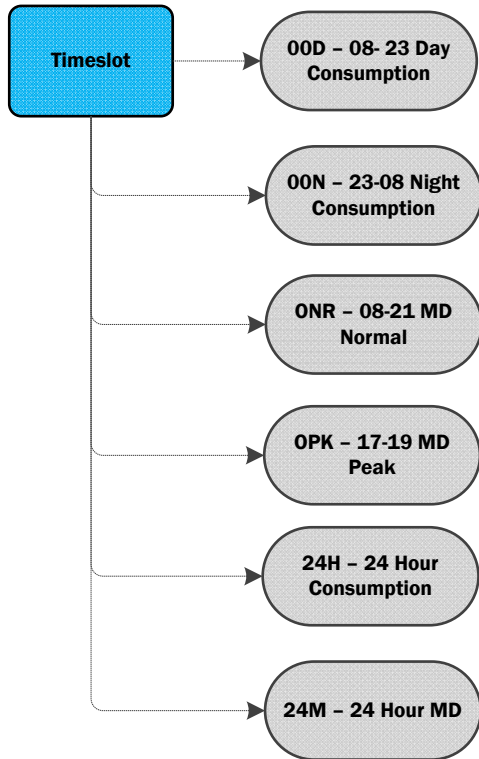 Timeslot
00D – 08- 23 Day
Consumption
00N – 23-08 Night
Consumption
0NR – 08-21 MD
Normal
0PK – 17-19 MD
Peak
24H – 24 Hour
Consumption
24M – 24 Hour MD